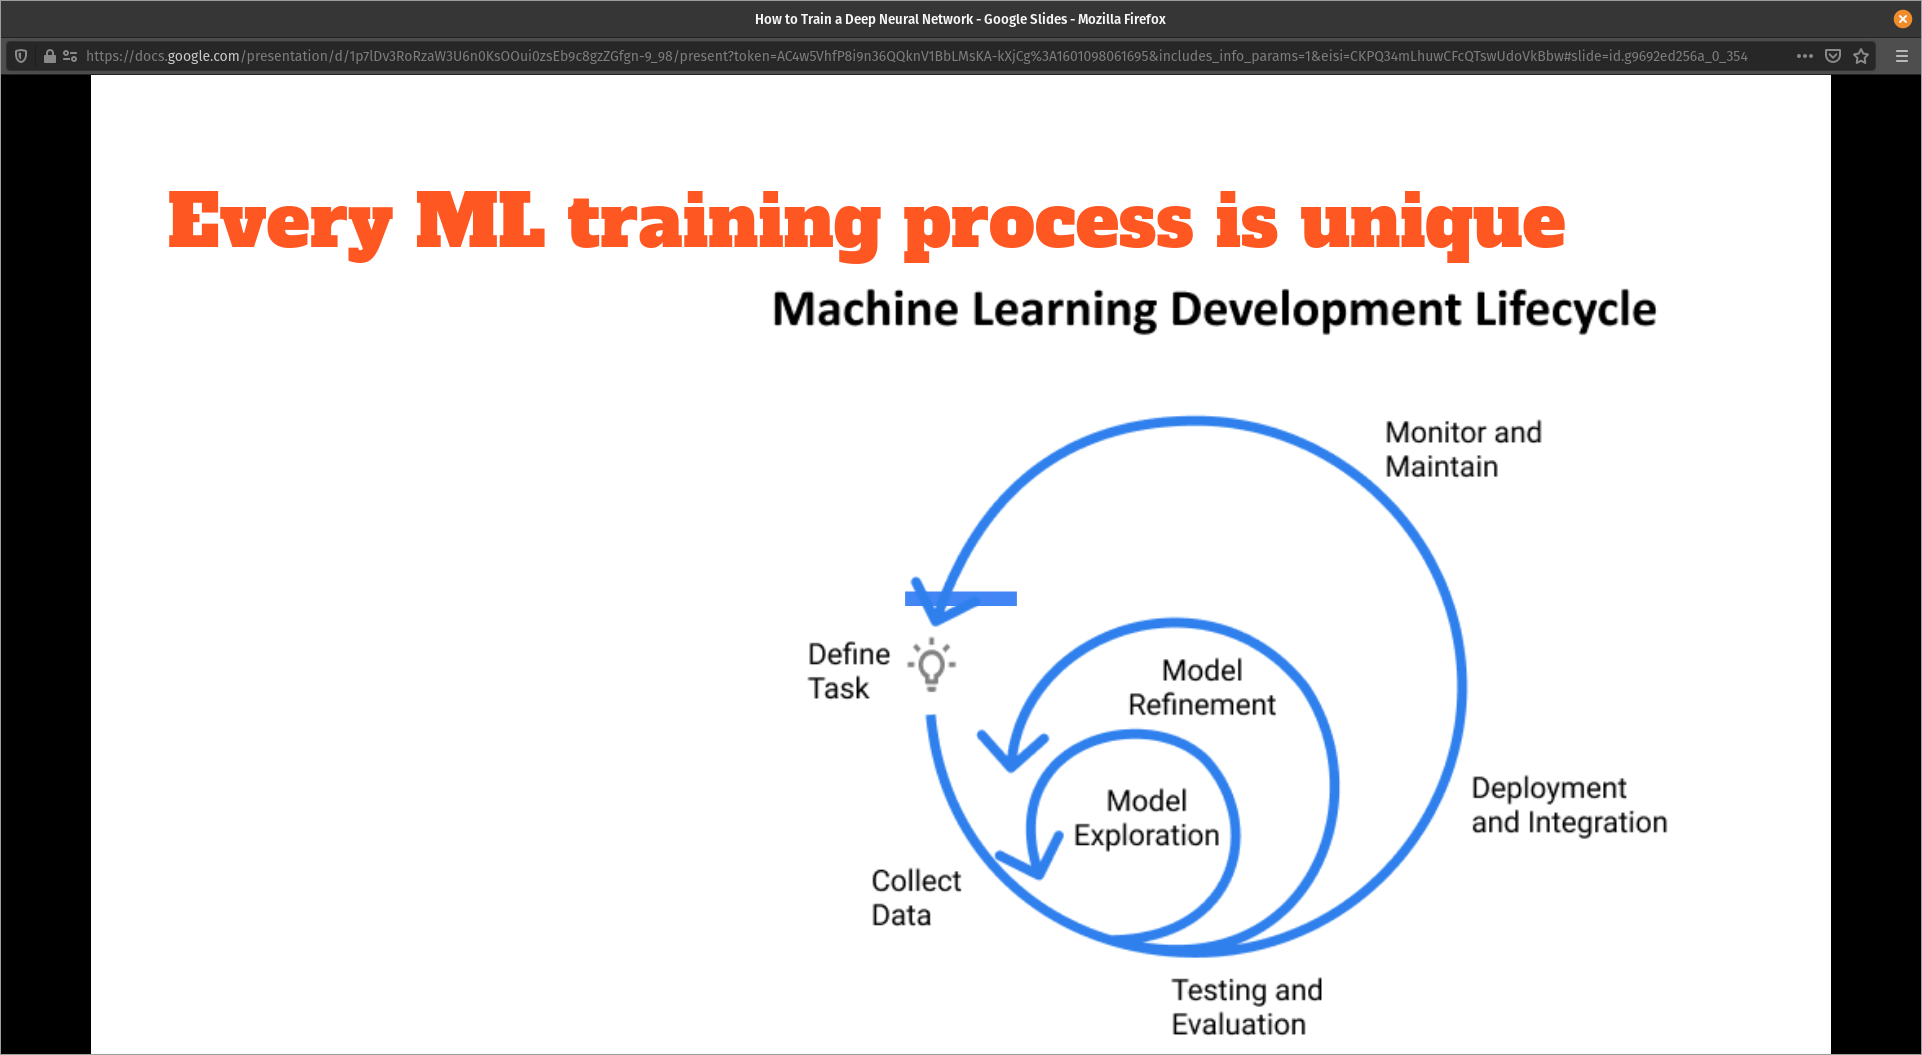 How to Train a Deep Neural Network - Google Slides - Mozilla Firefox
https://docs.google.com/presentation/d/1p7lDv3RoRzaW3U6n0KsOOui0zsEb9c8gzZGfgn-9_98/present?token=AC4w5VhfP8i9n36QQknV1BbLMsKA-kXjCg%3A1601098061695&includes_info_params=1&eisi=CKPQ34mLhuwCFcQTswUdoVkBbw#slide=id.g9692ed256a_0_354
Every ML training process is unique
Machine Learning Development Lifecycle
Monitor and
Maintain
Define
Task
Model
Refinement
Model
Exploration
Deployment
and Integration
Collect
Data
Testing and
Evaluation